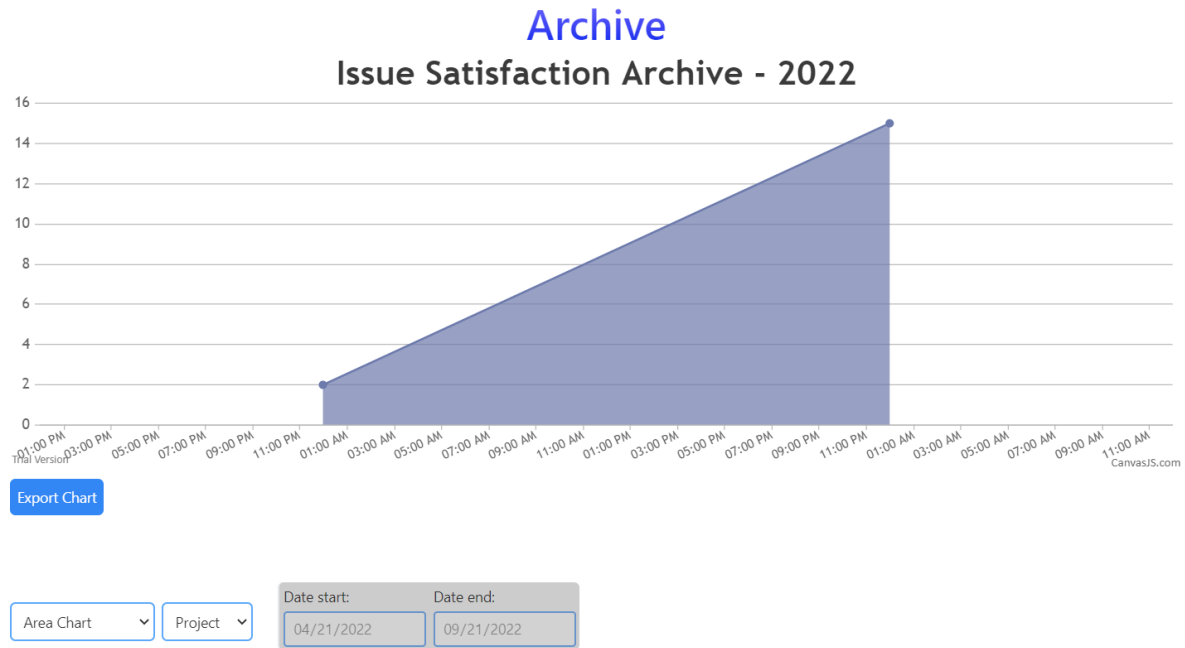 Archive
Issue Satisfaction Archive - 2022
16
14
12
10
8
6
4
2
0
01:00 PM 03:00 PM 05:00 PM 07:00 PM 09:00 PM 11:00 PM 01:00 AM 03:00 AM 05:00 AM 07:00 AM 09:00 AM 11:00 AM 01:00 PM 03:00 PM 05:00 PM 07:00 PM 09:00 PM 11:00 PM 01:00 AM 03:00 AM 05:00 AM 07:00 AM 09:00 AM 11:00 AM
Trial Version CanvasJS.com
Export Chart
Date start: Date end:
Area Chart Project 04/21/2022 09/21/2022